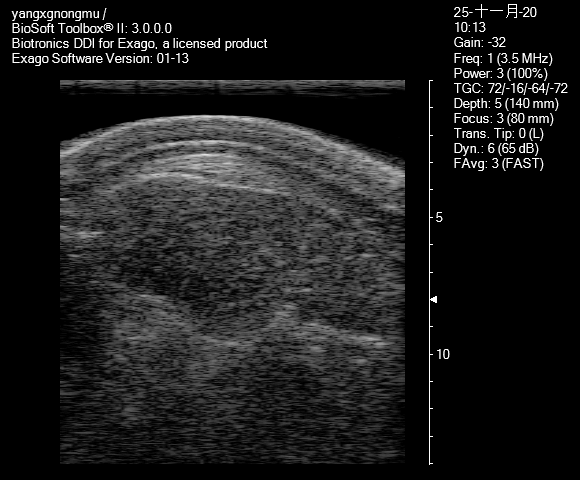 yangxgnongmu /
BioSoft Toolbox® II: 3.0.0.0
Biotronics DDI for Exago, a licensed product
Exago Software Version: 01-13
25-十一月-20
10:13
Gain: -32
Freq: 1 (3.5 MHz)
Power: 3 (100%)
TGC: 72/-16/-64/-72
Depth: 5 (140 mm)
Focus: 3 (80 mm)
Trans. Tip: 0 (L)
Dyn.: 6 (65 dB)
FAvg: 3 (FAST)
5
10